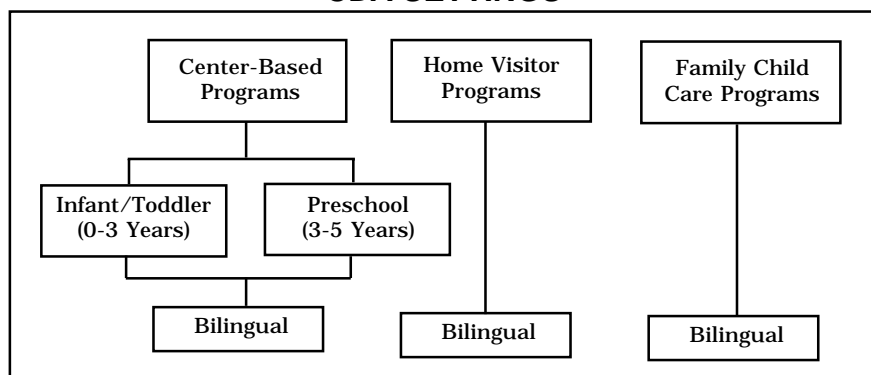 Center-Based
Programs
Home Visitor
Programs
Family Child
Care Programs
Infant/Toddler
(0-3 Years)
Preschool
(3-5 Years)
Bilingual
Bilingual
Bilingual